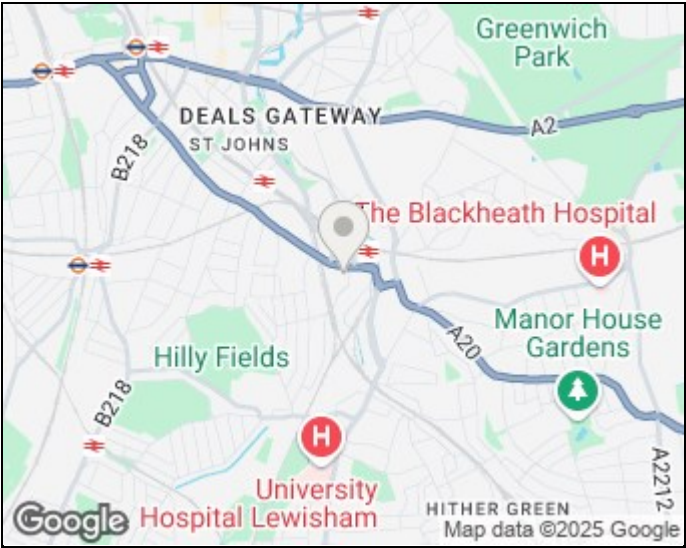 Greenwich
Park
DEALS GATEWAY
A2
ST JOHNS
B218
The Blackheath Hospital
H
Manor House
Gardens
A20
Hilly Fields
B218
H
A2212
University
Hospital Lewisham
HITHER GREEN
Google
Map data ©2025 Google